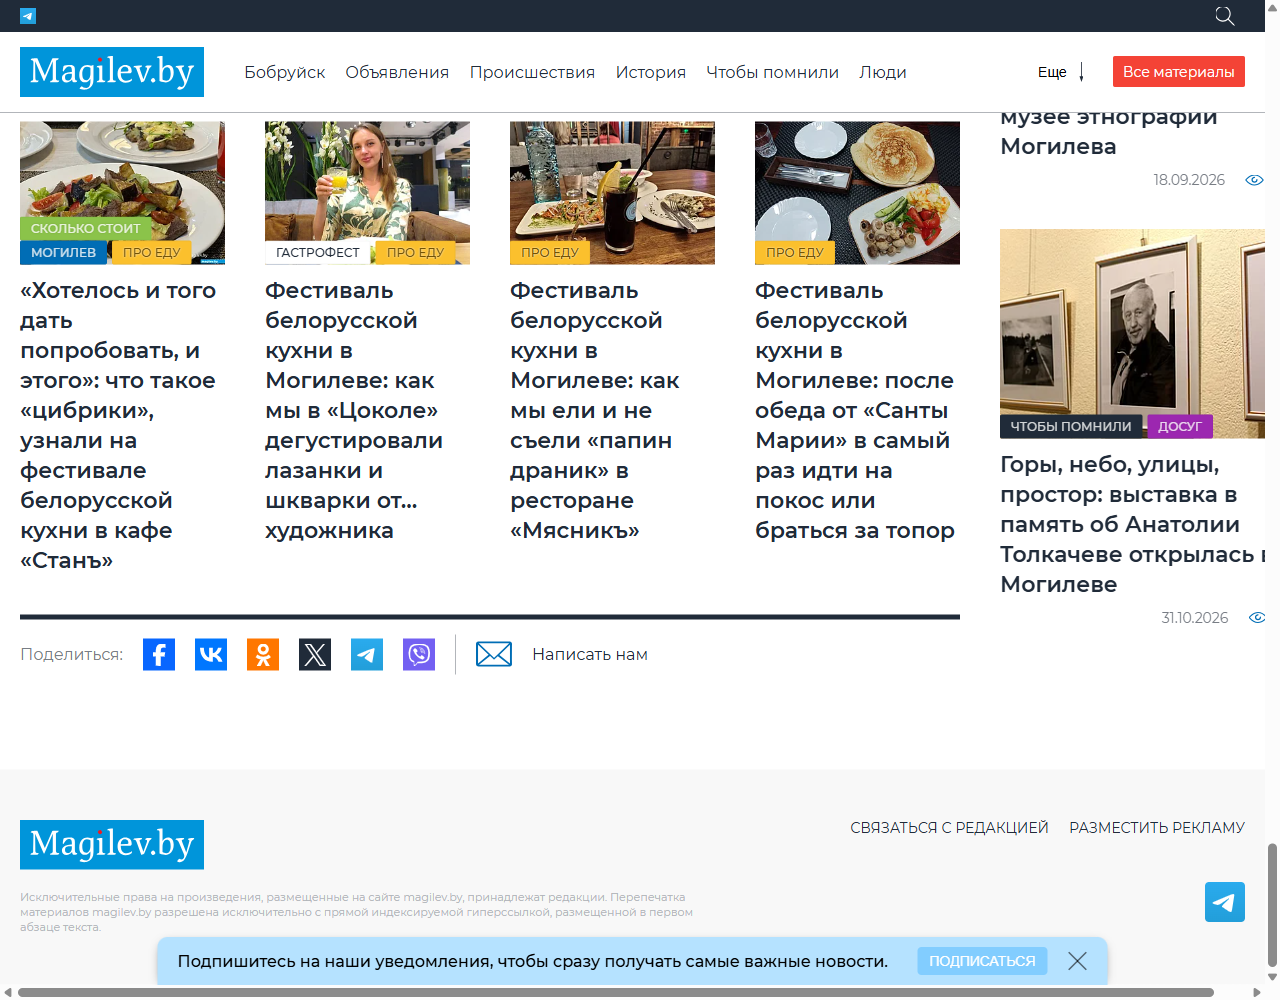 Magilev.by
Бобруйск
Объявления
Происшествия
История
Чтобы помнили
Люди
Еще
Все материалы
СКОЛЬКО СТОИТ
МОГИЛЕВ
ПРО ЕДУ
«Хотелось и того
дать
попробовать, и
этого»: что такое
«цибрики»,
узнали на
фестивале
белорусской
кухни в кафе
«Станъ»
ГАСТРОФЕСТ
ПРО ЕДУ
Фестиваль
белорусской
кухни в
Могилеве: как
мы в «Цоколе»
дегустировали
лазанки и
шкварки от...
художника
ПРО ЕДУ
Фестиваль
белорусской
кухни в
Могилеве: как
мы ели и не
съели «папин
драник» в
ресторане
«Мясникъ»
ПРО ЕДУ
Фестиваль
белорусской
кухни в
Могилеве: после
обеда от «Санты
Марии» в самый
раз идти на
покос или
браться за топор
музее этнографии
Могилева
18.09.2026
ЧТОБЫ ПОМНИЛИ
ДОСУГ
Горы, небо, улицы,
простор: выставка в
память об Анатолии
Толкачеве открылась в
Могилеве
31.10.2026
Поделиться:
Написать нам
Magilev.by
СВЯЗАТЬСЯ С РЕДАКЦИЕЙ
РАЗМЕСТИТЬ РЕКЛАМУ
Исключительные права на произведения, размещенные на сайте magilev.by, принадлежат редакции. Перепечатка
материалов magilev.by разрешена исключительно с прямой индексируемой гиперссылкой, размещенной в первом
абзаце текста.
Подпишитесь на наши уведомления, чтобы сразу получать самые важные новости.
ПОДПИСАТЬСЯ